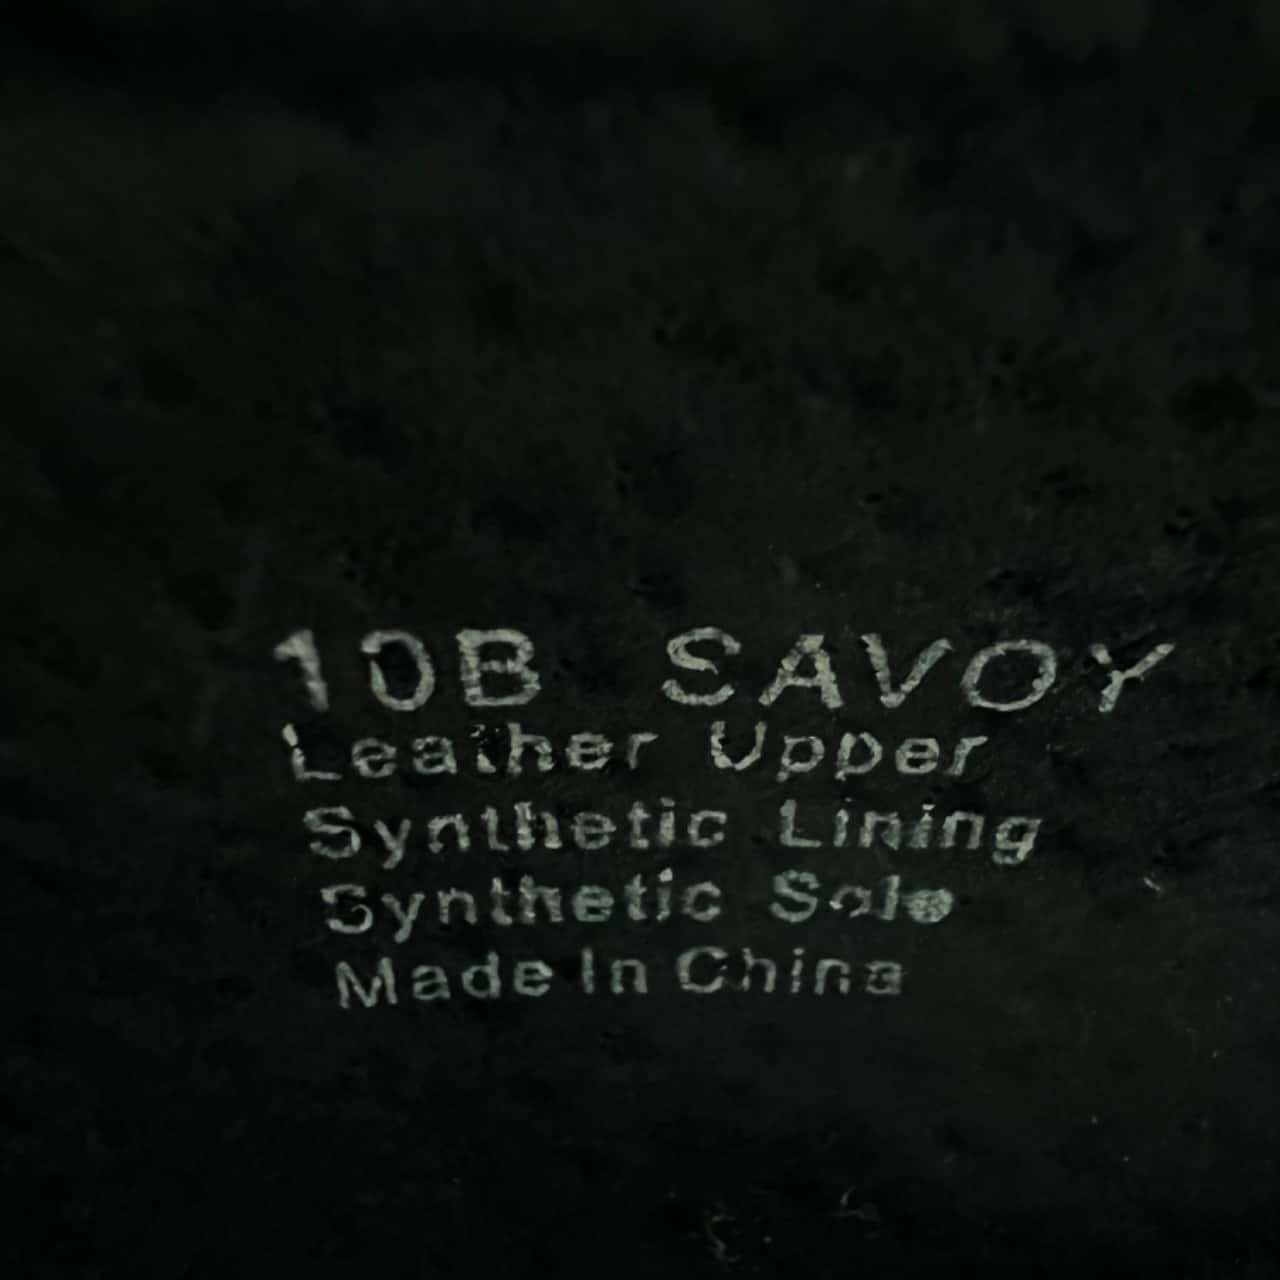 10B SAVOY
Leather Upper
Synthetic Lining
Synthetic Sole
Made In China